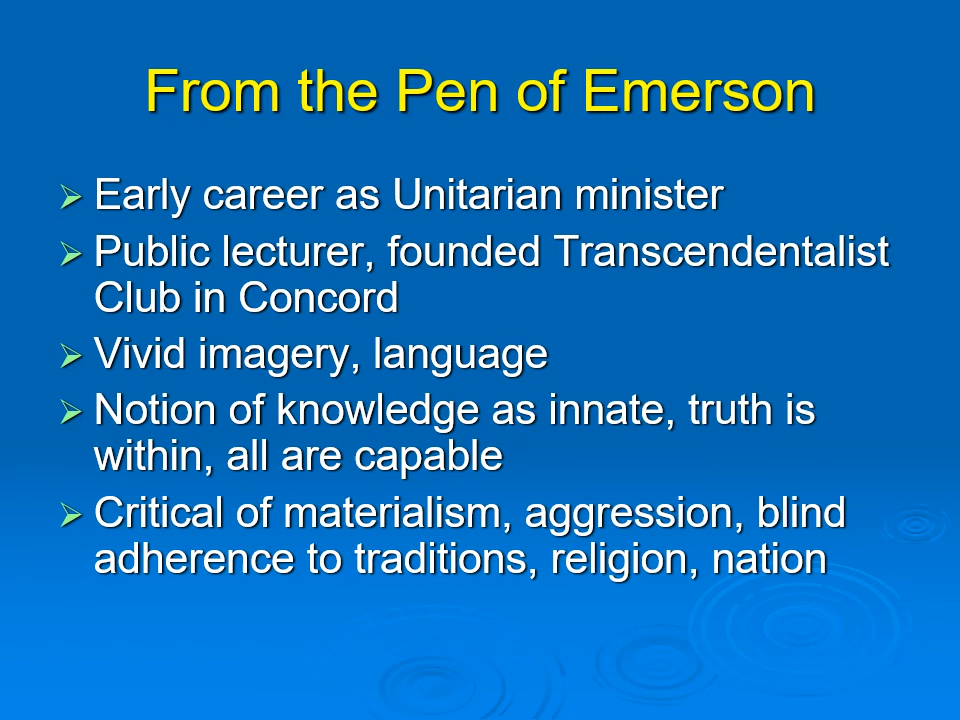 From the Pen of Emerson
Early career as Unitarian minister
Public lecturer, founded Transcendentalist
Club in Concord
Vivid imagery, language
Notion of knowledge as innate, truth is
within, all are capable
Critical of materialism, aggression, blind
adherence to traditions, religion, nation